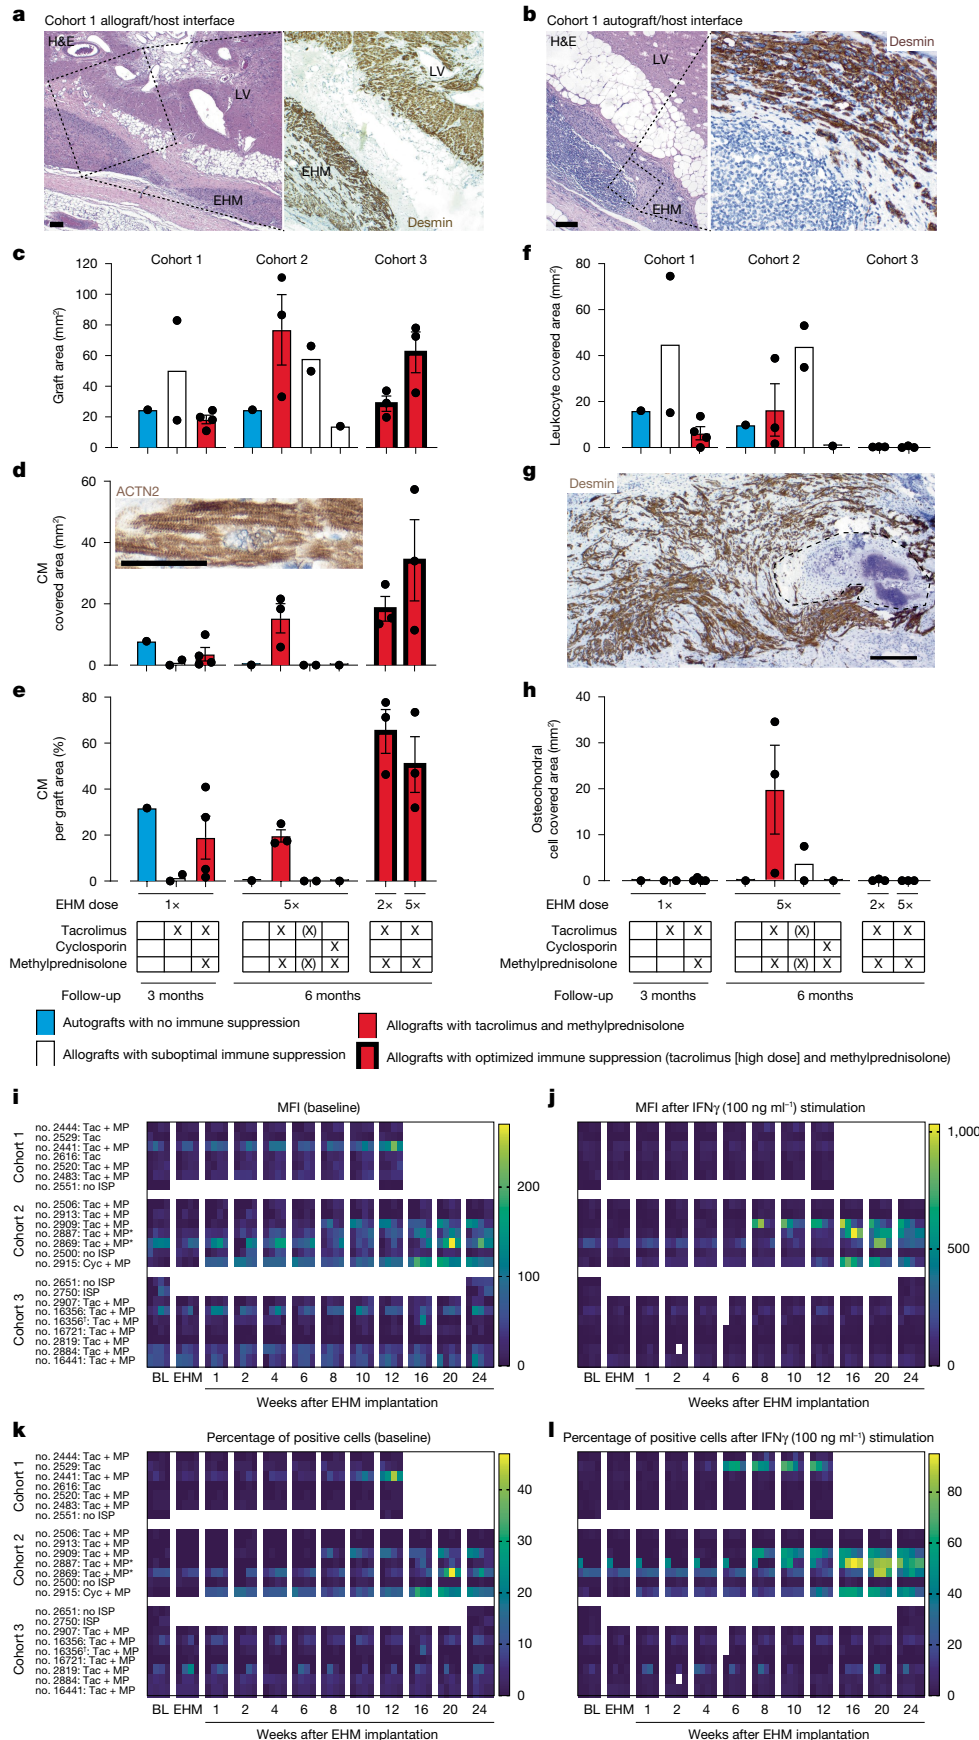 a Cohort 1 allograft/host interface
H&E
LV
EHM
LV
EHM
Desmin
b Cohort 1 autograft/host interface
H&E
LV
EHM
Desmin
c
Cohort 1 Cohort 2 Cohort 3
Graft area (mm²)
120
100
80
60
40
20
0
f
Cohort 1 Cohort 2 Cohort 3
Leukocyte covered area (mm²)
80
60
40
20
0
d
ACTN2
CM
covered area (mm²)
60
40
20
0
g
Desmin
e
CM
per graft area (%)
80
60
40
20
0
EHM dose 1× 5× 2× 5×
Tacrolimus X X X (X) X X
Cyclosporin X
Methylprednisolone X X (X) X X X
Follow-up 3 months 6 months
h
Osteochondral
cell covered area (mm²)
40
30
20
10
0
EHM dose 1× 5× 2× 5×
Tacrolimus X X X (X) X X
Cyclosporin X
Methylprednisolone X X (X) X X X
Follow-up 3 months 6 months
Autografts with no immune suppression
Allografts with tacrolimus and methylprednisolone
Allografts with suboptimal immune suppression
Allografts with optimized immune suppression (tacrolimus [high dose] and methylprednisolone)
i
MFI (baseline)
Cohort 1
no. 2444: Tac + MP
no. 2529: Tac
no. 2441: Tac + MP
no. 2616: Tac
no. 2520: Tac + MP
no. 2483: Tac + MP
no. 2551: no ISP
Cohort 2
no. 2506: Tac + MP
no. 2913: Tac + MP
no. 2909: Tac + MP
no. 2887: Tac + MP*
no. 2869: Tac + MP*
no. 2500: no ISP
no. 2915: Cyc + MP
Cohort 3
no. 2651: no ISP
no. 2750: ISP
no. 2907: Tac + MP
no. 16356: Tac + MP
no. 16356†: Tac + MP
no. 16721: Tac + MP
no. 2819: Tac + MP
no. 2884: Tac + MP
no. 16441: Tac + MP
BL EHM 1 2 4 6 8 10 12 16 20 24
Weeks after EHM implantation
200
100
0
j
MFI after IFNγ (100 ng ml⁻¹) stimulation
BL EHM 1 2 4 6 8 10 12 16 20 24
Weeks after EHM implantation
1,000
500
0
k
Percentage of positive cells (baseline)
Cohort 1
no. 2444: Tac + MP
no. 2529: Tac
no. 2441: Tac + MP
no. 2616: Tac
no. 2520: Tac + MP
no. 2483: Tac + MP
no. 2551: no ISP
Cohort 2
no. 2506: Tac + MP
no. 2913: Tac + MP
no. 2909: Tac + MP
no. 2887: Tac + MP*
no. 2869: Tac + MP*
no. 2500: no ISP
no. 2915: Cyc + MP
Cohort 3
no. 2651: no ISP
no. 2750: ISP
no. 2907: Tac + MP
no. 16356: Tac + MP
no. 16356†: Tac + MP
no. 16721: Tac + MP
no. 2819: Tac + MP
no. 2884: Tac + MP
no. 16441: Tac + MP
BL EHM 1 2 4 6 8 10 12 16 20 24
Weeks after EHM implantation
40
30
20
10
0
l
Percentage of positive cells after IFNγ (100 ng ml⁻¹) stimulation
BL EHM 1 2 4 6 8 10 12 16 20 24
Weeks after EHM implantation
80
60
40
20
0